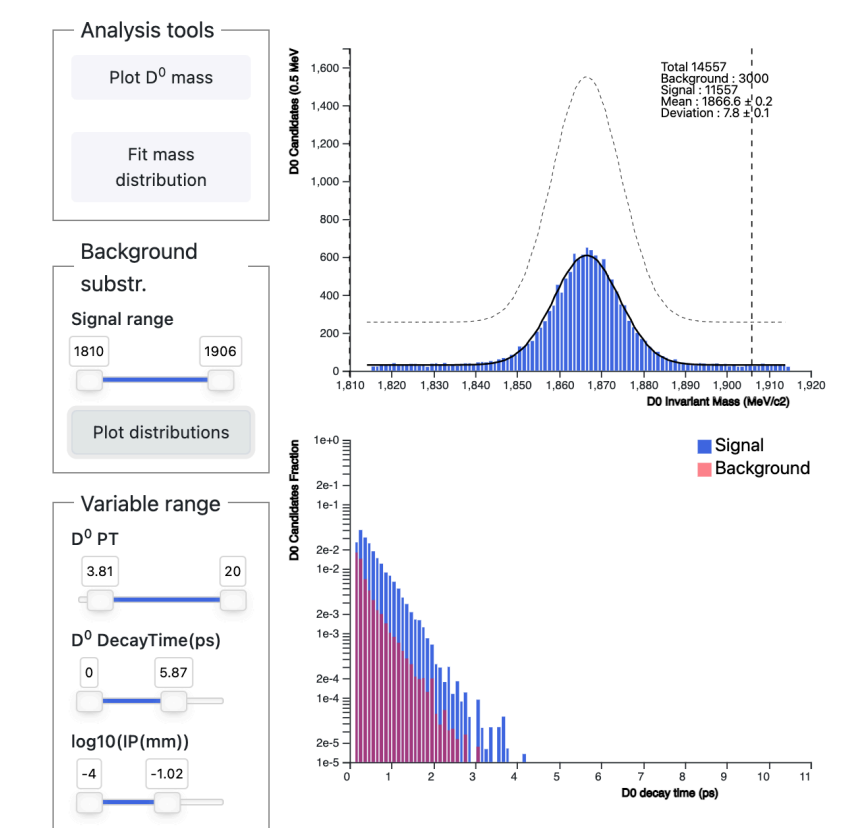 Analysis tools
Plot D⁰ mass
Fit mass
distribution
Background
substr.
Signal range
1810
1906
Plot distributions
Variable range
D⁰ PT
3.81
20
D⁰ DecayTime(ps)
0
5.87
log10(IP(mm))
-4
-1.02
D0 Candidates (0.5 MeV
1,600
1,400
1,200
1,000
800
600
400
200
0
1,810 1,820 1,830 1,840 1,850 1,860 1,870 1,880 1,890 1,900 1,910 1,920
D0 Invariant Mass (MeV/c2)
Total 14557
Background : 3000
Signal : 11557
Mean : 1866.6 ± 0.2
Deviation : 7.8 ± 0.1
D0 Candidates Fraction
1e+0
2e-1
1e-1
2e-2
1e-2
2e-3
1e-3
2e-4
1e-4
2e-5
1e-5
0 1 2 3 4 5 6 7 8 9 10 11
D0 decay time (ps)
Signal
Background